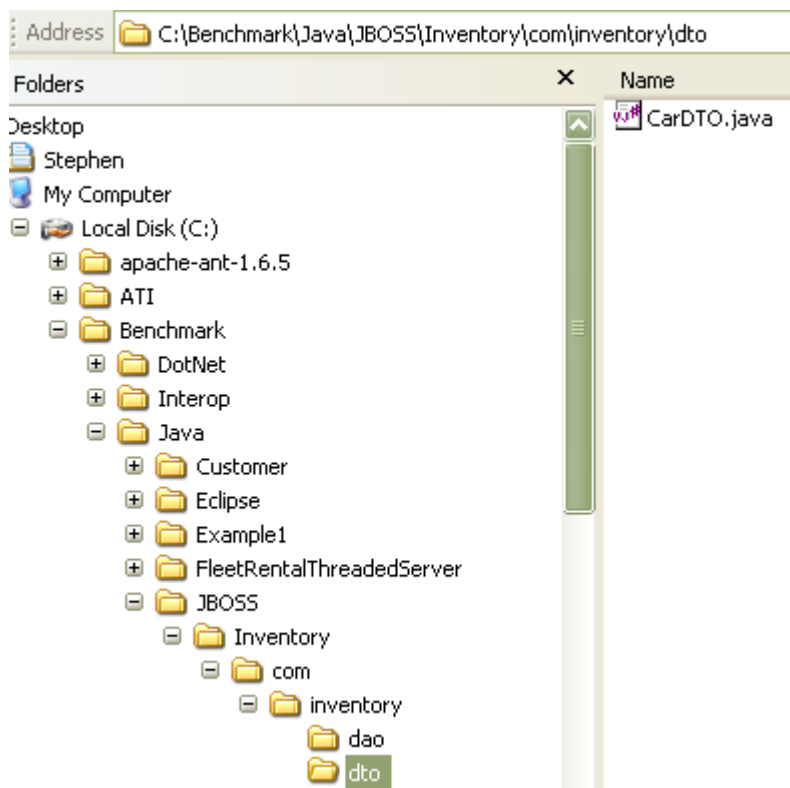 Address C:\Benchmark\Java\JBOSS\Inventory\com\inventory\dto
Folders
Name
Desktop
CarDTO.java
Stephen
My Computer
Local Disk (C:)
apache-ant-1.6.5
ATI
Benchmark
DotNet
Interop
Java
Customer
Eclipse
Example1
FleetRentalThreadedServer
JBOSS
Inventory
com
inventory
dao
dto